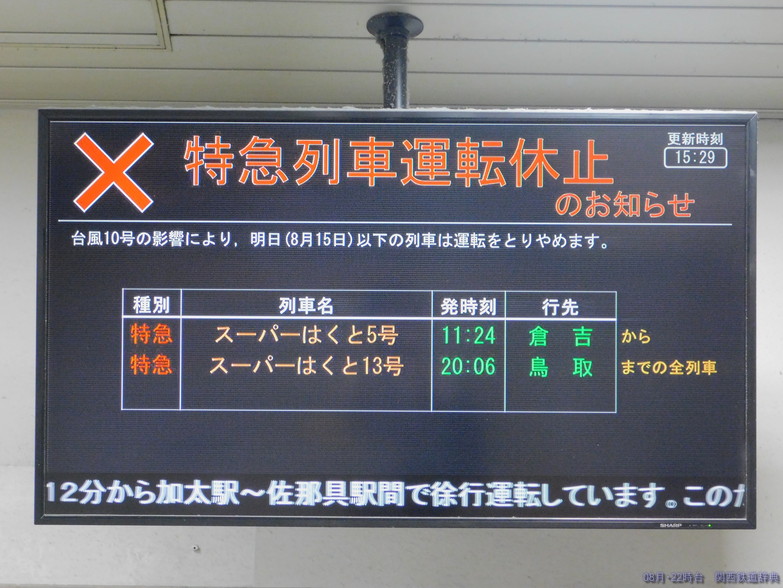 特急列車運転休止
のお知らせ
更新時刻
15:29
台風10号の影響により，明日(8月15日)以下の列車は運転をとりやめます。
種別 列車名 発時刻 行先
特急 スーパーはくと5号 11:24 倉 吉 から
特急 スーパーはくと13号 20:06 鳥 取 までの全列車
12分から加太駅～佐那具駅間で徐行運転しています。このた
SHARP
08月・22時台 関西鉄道辞典